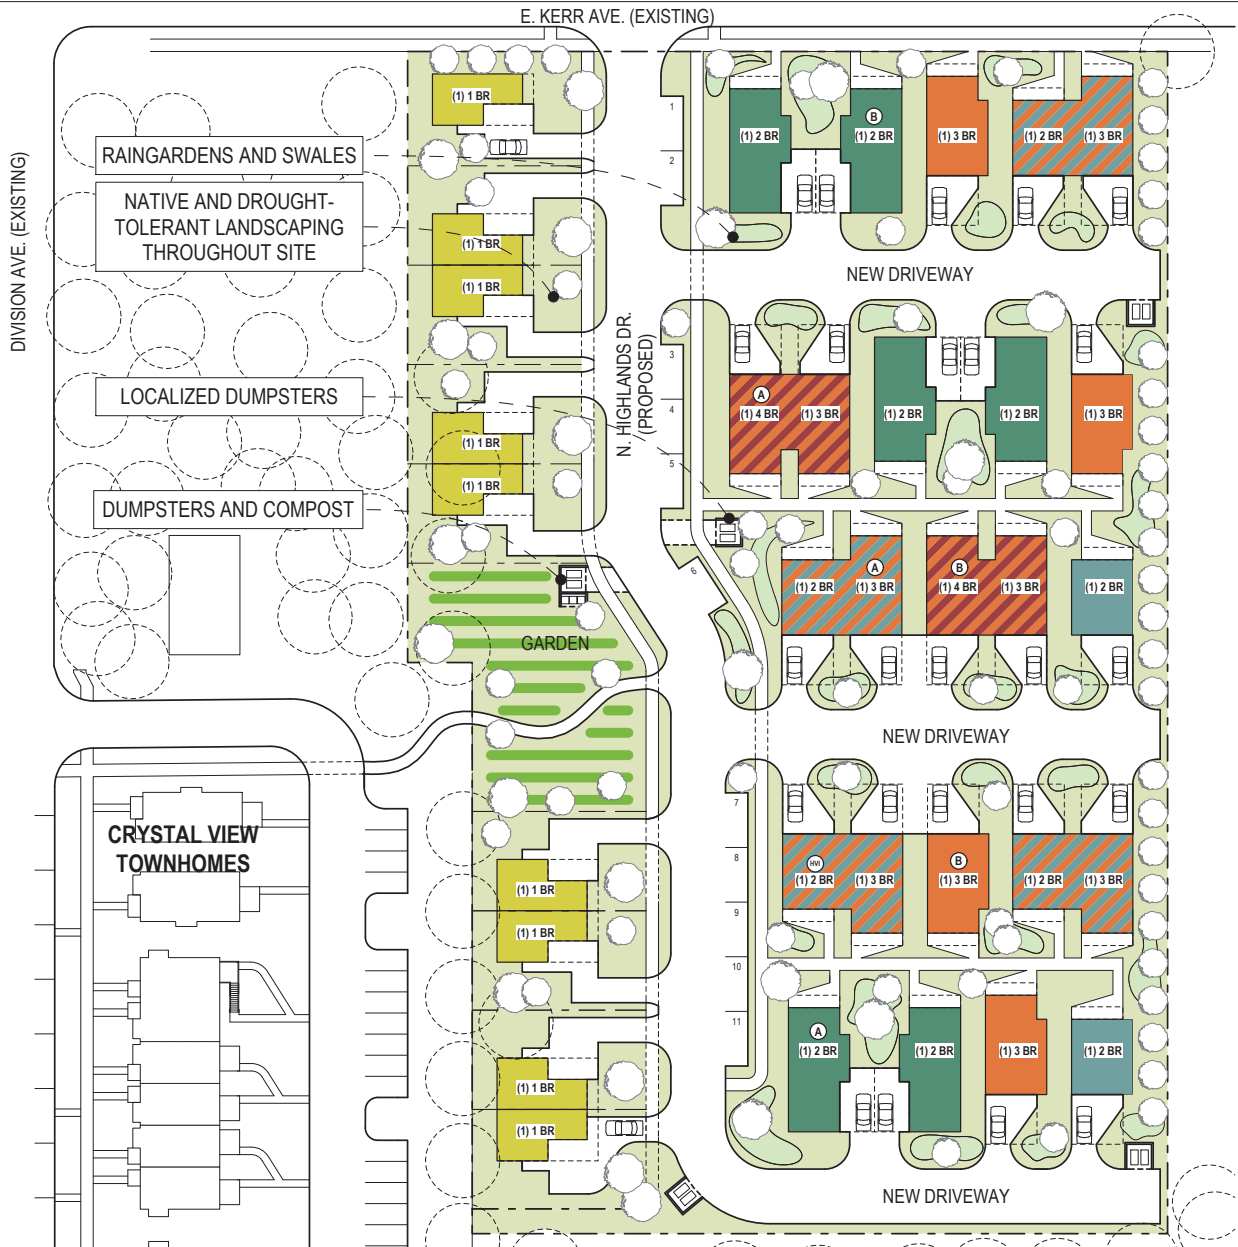 E. KERR AVE. (EXISTING)
DIVISION AVE. (EXISTING)
RAINGARDENS AND SWALES
NATIVE AND DROUGHT-
TOLERANT LANDSCAPING
THROUGHOUT SITE
LOCALIZED DUMPSTERS
DUMPSTERS AND COMPOST
CRYSTAL VIEW
TOWNHOMES
(1) 1 BR
(1) 1 BR
(1) 1 BR
(1) 1 BR
(1) 1 BR
GARDEN
(1) 1 BR
(1) 1 BR
(1) 1 BR
(1) 1 BR
N. HIGHLANDS DR.
(PROPOSED)
1
2
3
4
5
6
7
8
9
10
11
(1) 2 BR
B
(1) 2 BR
(1) 3 BR
(1) 2 BR
(1) 3 BR
NEW DRIVEWAY
A
(1) 4 BR
(1) 3 BR
(1) 2 BR
(1) 2 BR
(1) 3 BR
(1) 2 BR
A
(1) 3 BR
B
(1) 4 BR
(1) 3 BR
(1) 2 BR
NEW DRIVEWAY
HVI
(1) 2 BR
(1) 3 BR
B
(1) 3 BR
(1) 2 BR
(1) 3 BR
A
(1) 2 BR
(1) 2 BR
(1) 3 BR
(1) 2 BR
NEW DRIVEWAY